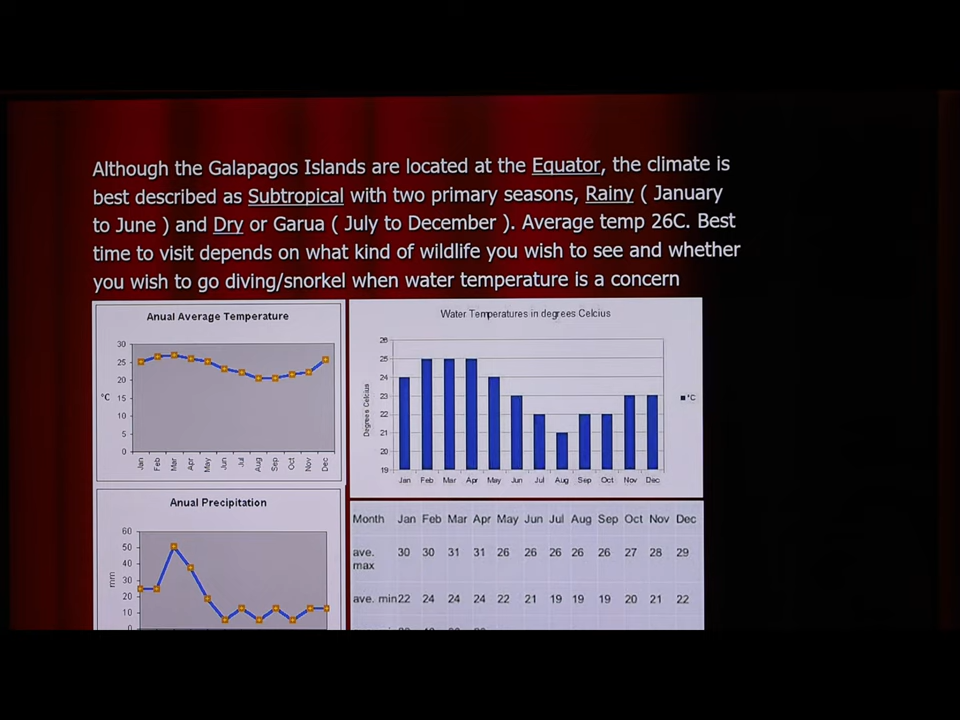 Although the Galapagos Islands are located at the Equator, the climate is
best described as Subtropical with two primary seasons, Rainy ( January
to June ) and Dry or Garua ( July to December ). Average temp 26C. Best
time to visit depends on what kind of wildlife you wish to see and whether
you wish to go diving/snorkel when water temperature is a concern
Anual Average Temperature
30
25
20
15
10
5
0
°C
Jan Feb Mar Apr May Jun Jul Aug Sep Oct Nov Dec
Water Temperatures in degrees Celcius
26
25
24
23
22
21
20
19
Degrees Celcius
°C
Jan Feb Mar Apr May Jun Jul Aug Sep Oct Nov Dec
Anual Precipitation
60
50
40
30
20
10
0
mm
Month Jan Feb Mar Apr May Jun Jul Aug Sep Oct Nov Dec
ave. max 30 30 31 31 26 26 26 26 26 27 28 29
ave. min 22 24 24 24 22 21 19 19 19 20 21 22